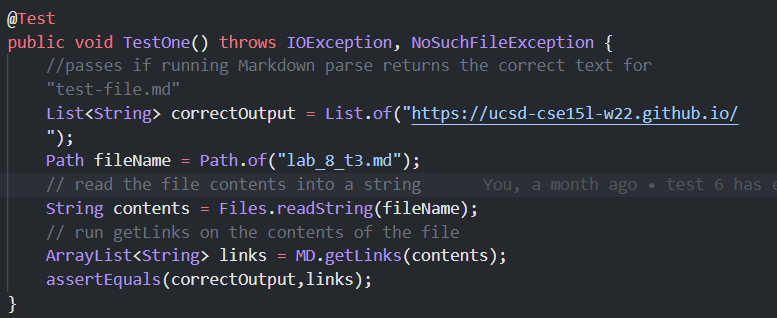 @Test
public void TestOne() throws IOException, NoSuchFileException {
//passes if running Markdown parse returns the correct text for
"test-file.md"
List<String> correctOutput = List.of("https://ucsd-cse15l-w22.github.io/
");
Path fileName = Path.of("lab_8_t3.md");
// read the file contents into a string You, a month ago • test 6 has
String contents = Files.readString(fileName);
// run getLinks on the contents of the file
ArrayList<String> links = MD.getLinks(contents);
assertEquals(correctOutput,links);
}